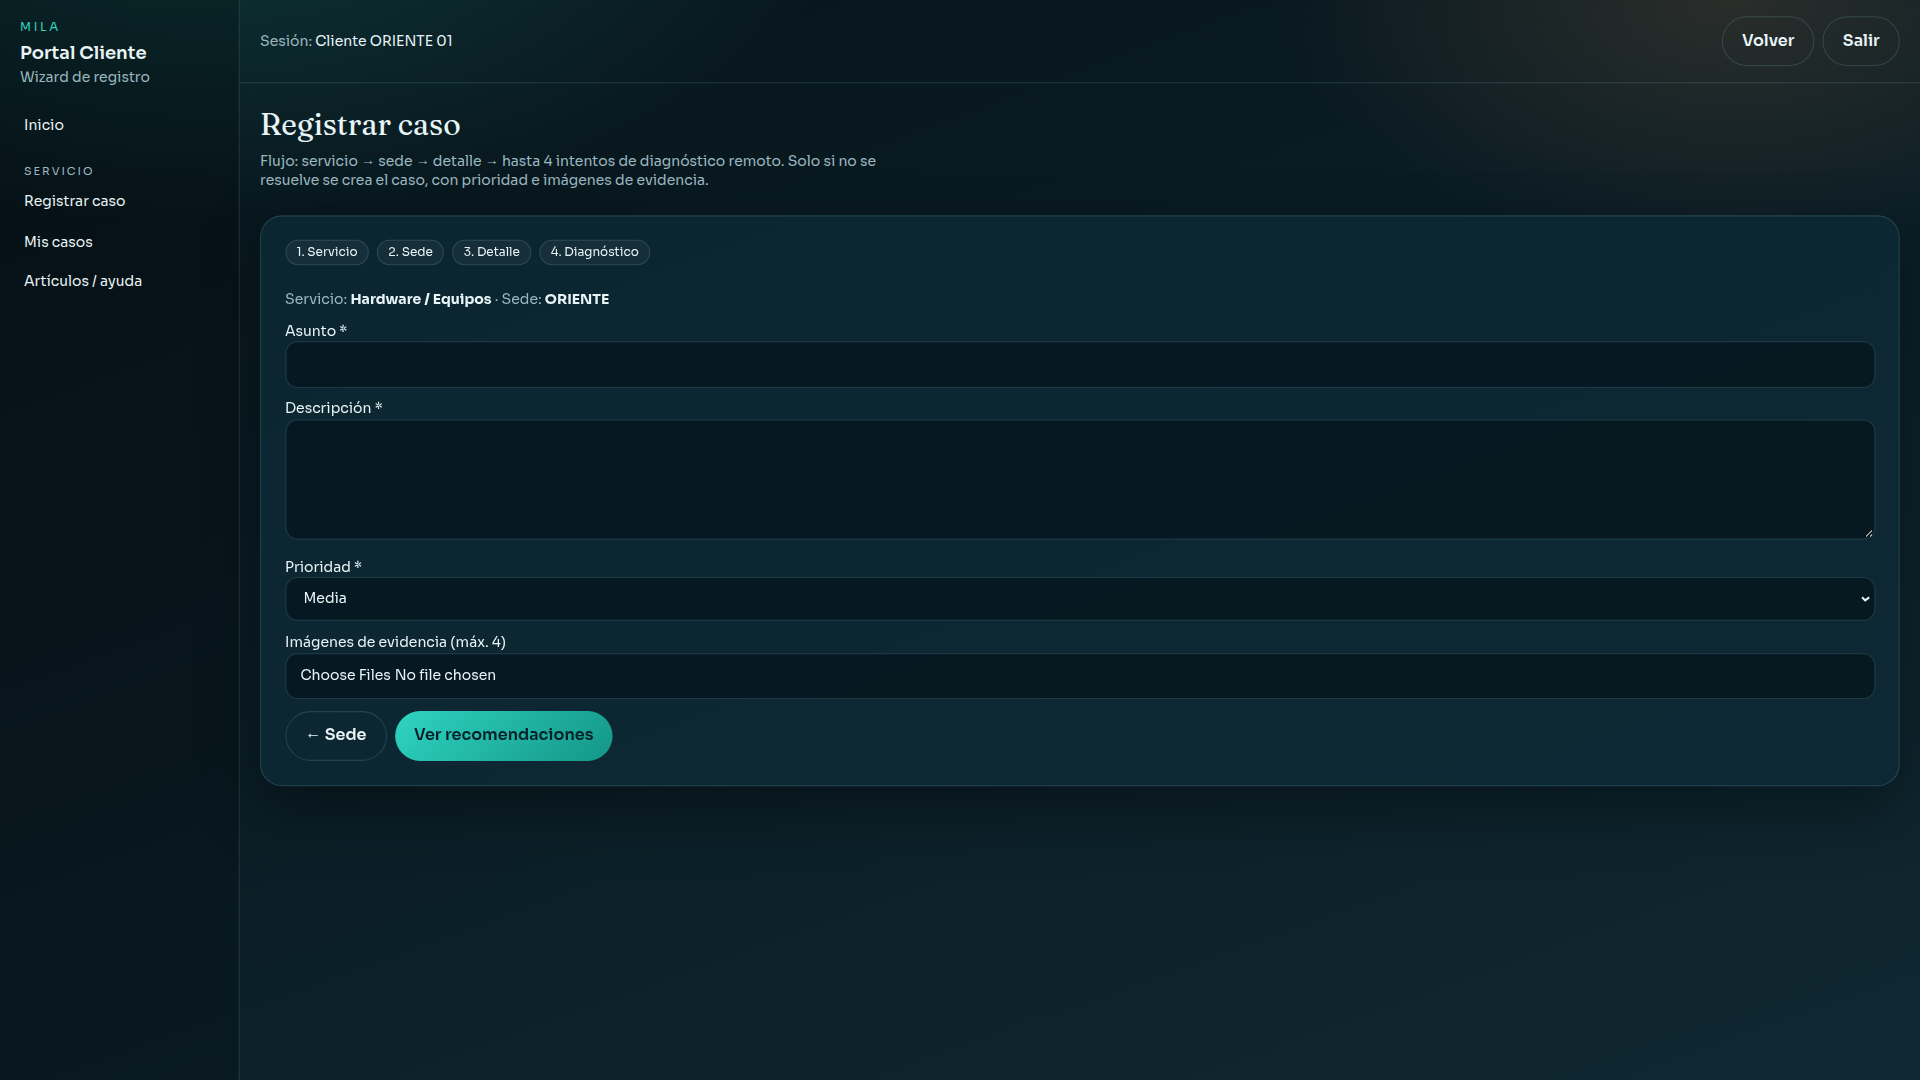 MILA
Portal Cliente
Wizard de registro
Inicio
SERVICIO
Registrar caso
Mis casos
Artículos / ayuda
Sesión: Cliente ORIENTE 01
Volver
Salir
Registrar caso
Flujo: servicio → sede → detalle → hasta 4 intentos de diagnóstico remoto. Solo si no se
resuelve se crea el caso, con prioridad e imágenes de evidencia.
1. Servicio
2. Sede
3. Detalle
4. Diagnóstico
Servicio: Hardware / Equipos · Sede: ORIENTE
Asunto *
Descripción *
Prioridad *
Media
Imágenes de evidencia (máx. 4)
Choose Files No file chosen
← Sede
Ver recomendaciones